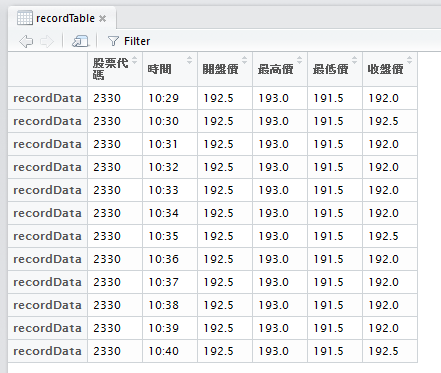 recordTable
Filter
股票代碼 時間 開盤價 最高價 最低價 收盤價
recordData 2330 10:29 192.5 193.0 191.5 192.0
recordData 2330 10:30 192.5 193.0 191.5 192.5
recordData 2330 10:31 192.5 193.0 191.5 192.0
recordData 2330 10:32 192.5 193.0 191.5 192.0
recordData 2330 10:33 192.5 193.0 191.5 192.0
recordData 2330 10:34 192.5 193.0 191.5 192.0
recordData 2330 10:35 192.5 193.0 191.5 192.5
recordData 2330 10:36 192.5 193.0 191.5 192.0
recordData 2330 10:37 192.5 193.0 191.5 192.0
recordData 2330 10:38 192.5 193.0 191.5 192.0
recordData 2330 10:39 192.5 193.0 191.5 192.0
recordData 2330 10:40 192.5 193.0 191.5 192.5